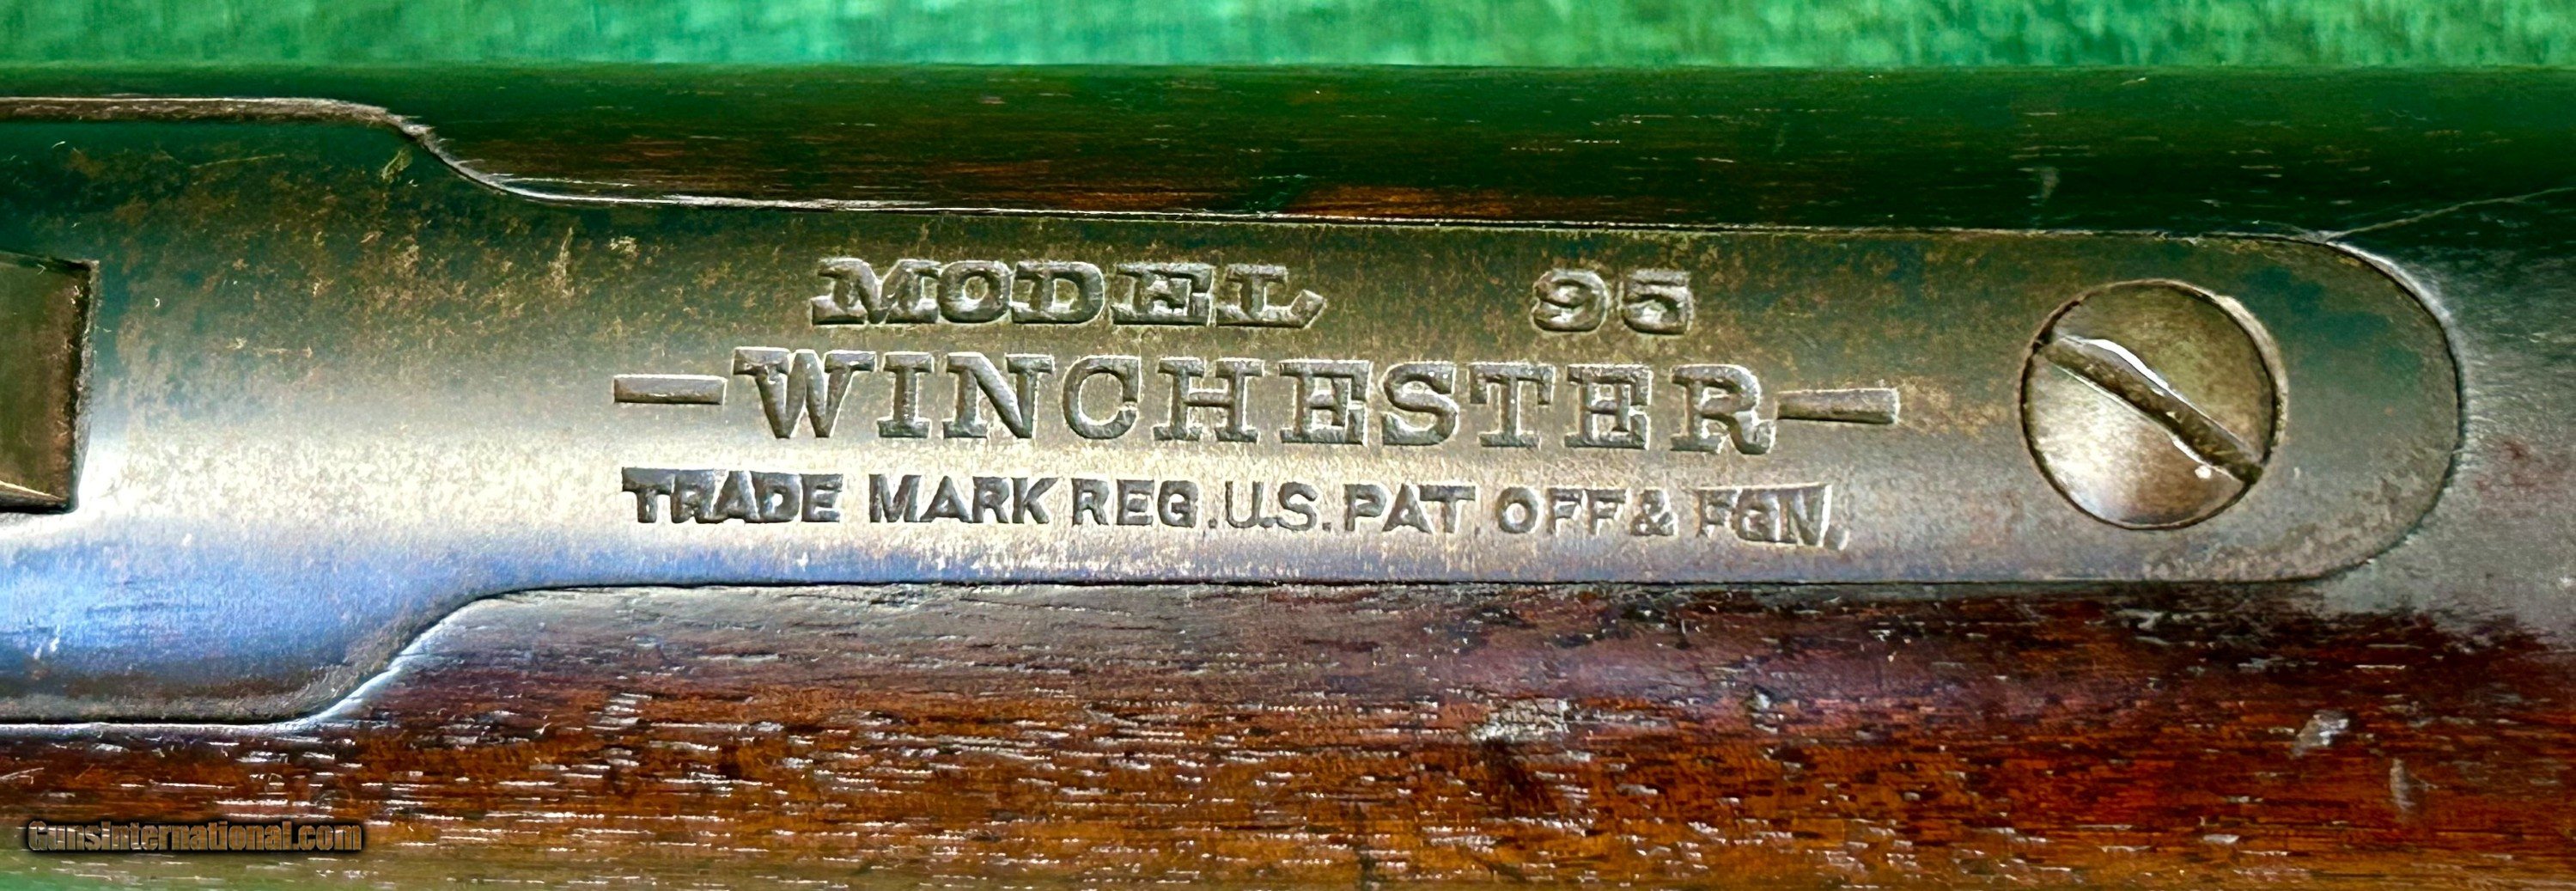 MODEL 95
—WINCHESTER—
TRADE MARK REG. U.S. PAT. OFF & FGN.
GunsInternational.com